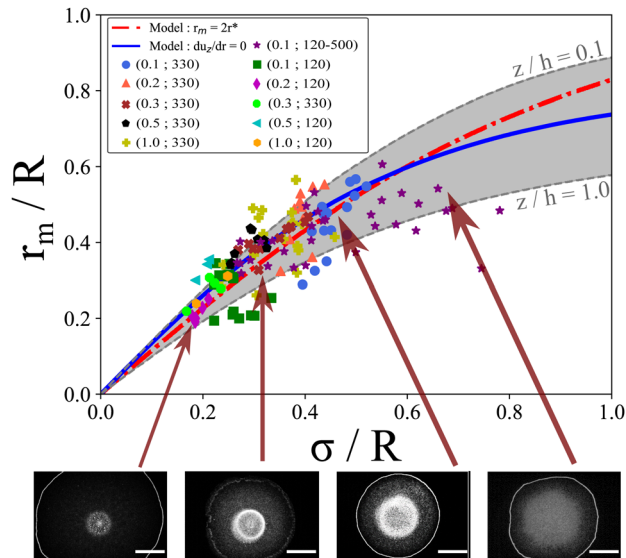 1.0
0.8
0.6
0.4
0.2
0.0
r_m / R
Model : r_m = 2r*
Model : du_z/dr = 0
(0.1 ; 330)
(0.2 ; 330)
(0.3 ; 330)
(0.5 ; 330)
(1.0 ; 330)
(0.1 ; 120-500)
(0.1 ; 120)
(0.2 ; 120)
(0.3 ; 330)
(0.5 ; 120)
(1.0 ; 120)
z / h = 0.1
z / h = 1.0
0.0 0.2 0.4 0.6 0.8 1.0
σ / R